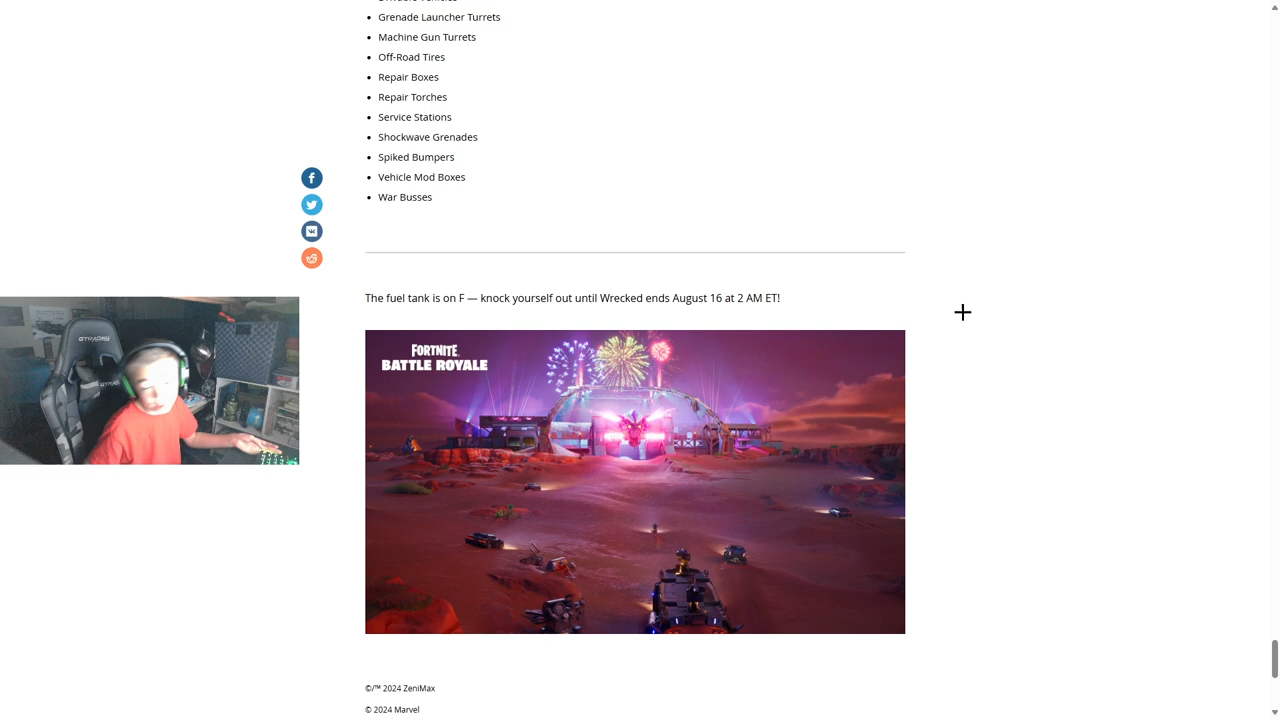 Grenade Launcher Turrets
Machine Gun Turrets
Off-Road Tires
Repair Boxes
Repair Torches
Service Stations
Shockwave Grenades
Spiked Bumpers
Vehicle Mod Boxes
War Busses
The fuel tank is on F — knock yourself out until Wrecked ends August 16 at 2 AM ET!
GTRACING
FORTNITE
BATTLE ROYALE
©/™ 2024 ZeniMax
© 2024 Marvel